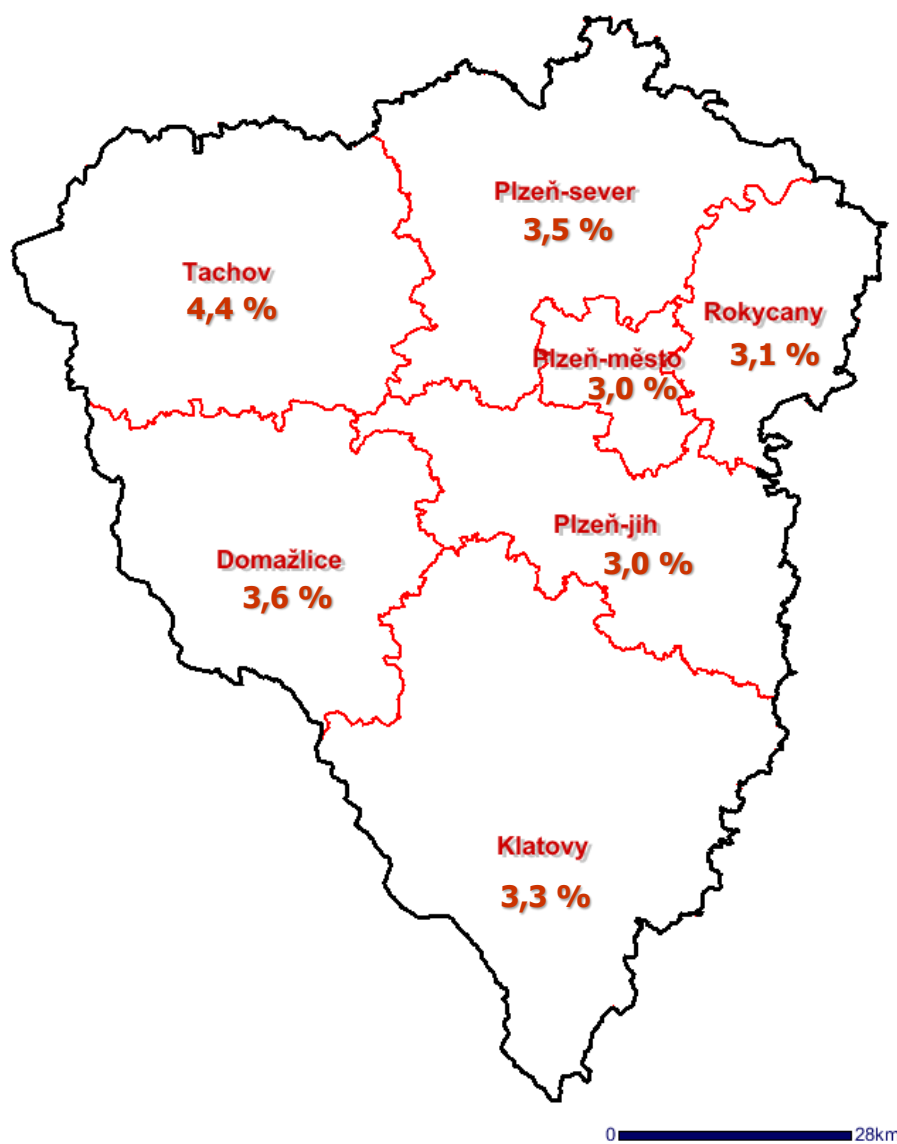 Plzeň-sever
3,5 %
Tachov
4,4 %
Rokycany
3,1 %
Plzeň-město
3,0 %
Plzeň-jih
3,0 %
Domažlice
3,6 %
Klatovy
3,3 %
0 28km